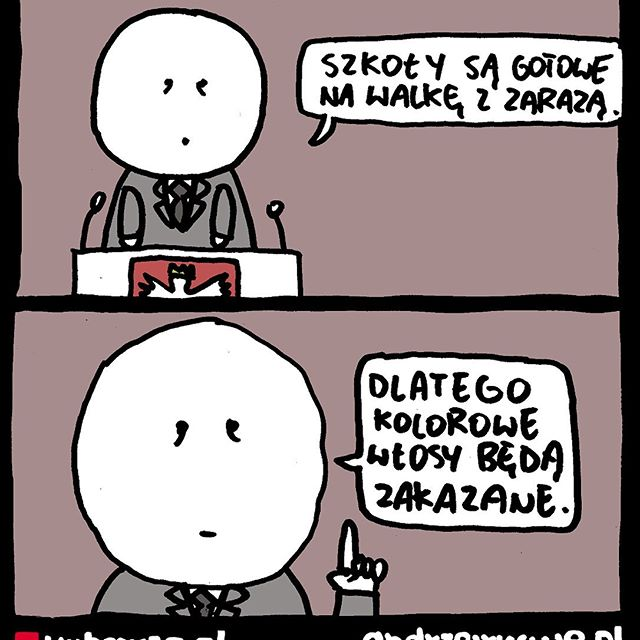 SZKOŁY SĄ GOTOWE
NA WALKĘ Z ZARAZĄ.
DLATEGO
KOLOROWE
WŁOSY BĘDĄ
ZAKAZANE.